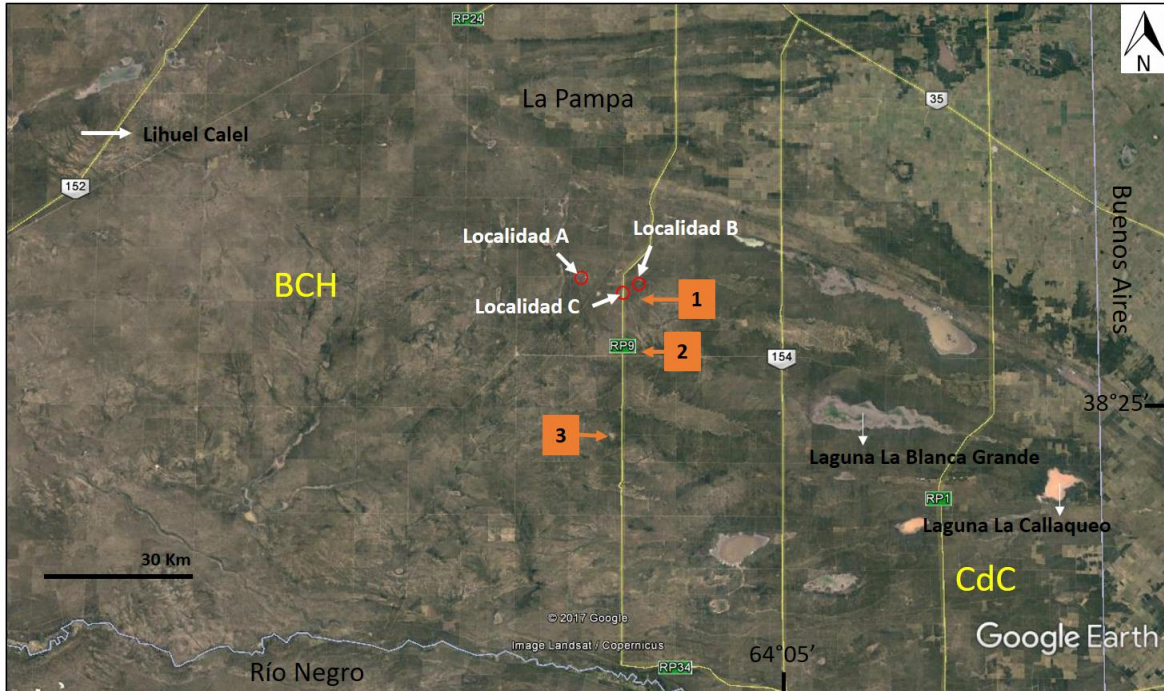 RP24
N
La Pampa
35
Lihuel Calel
152
Buenos Aires
Localidad A
Localidad B
BCH
Localidad C
1
RP9
2
154
38°25’
3
Laguna La Blanca Grande
RP1
Laguna La Callaqueo
30 Km
CdC
© 2017 Google
Image Landsat / Copernicus
Google Earth
64°05’
Río Negro
RP34